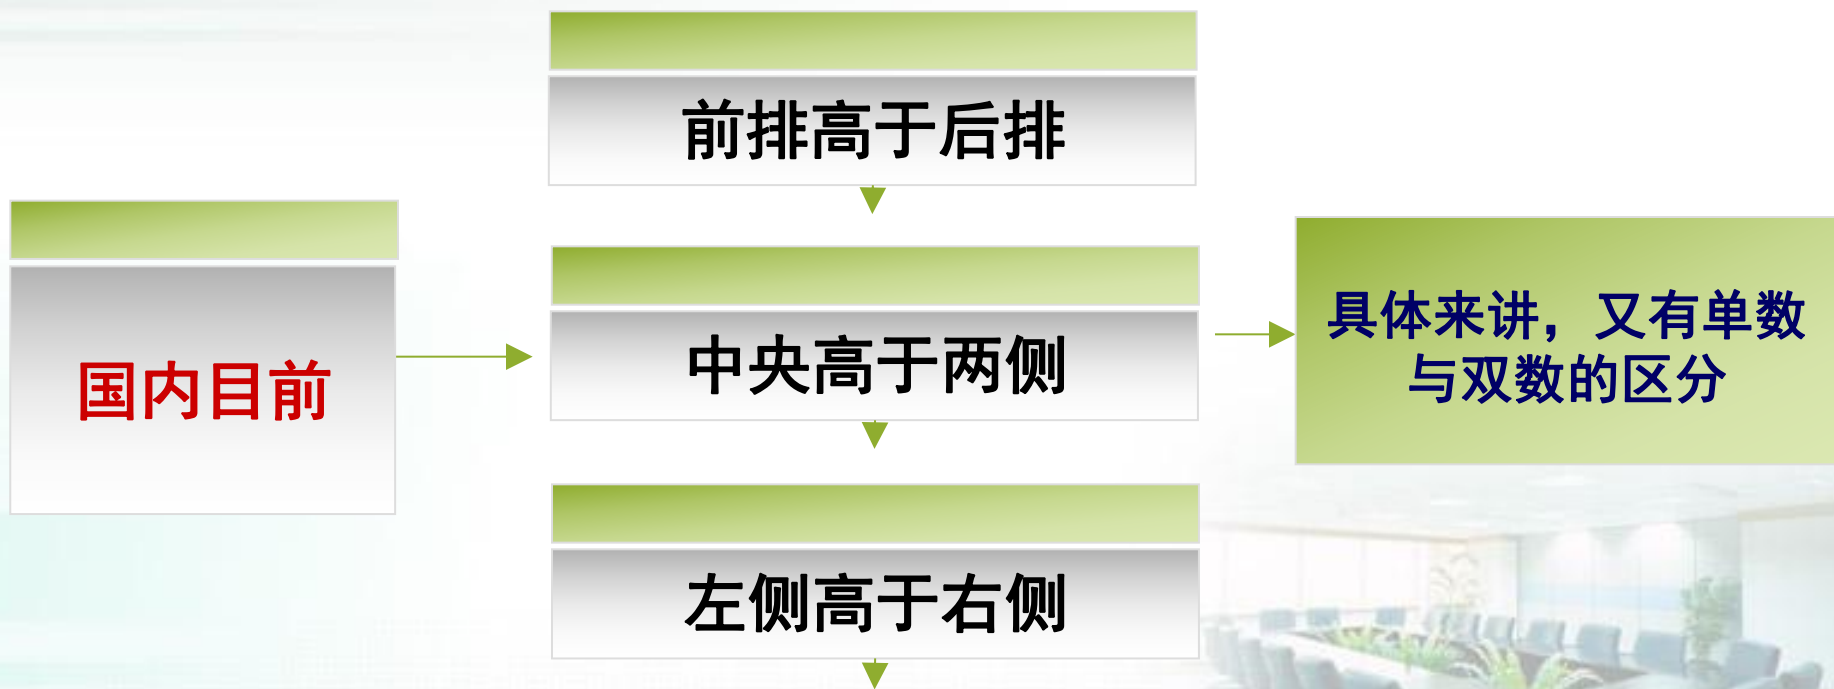 前排高于后排
国内目前
中央高于两侧
左侧高于右侧
具体来讲，又有单数
与双数的区分